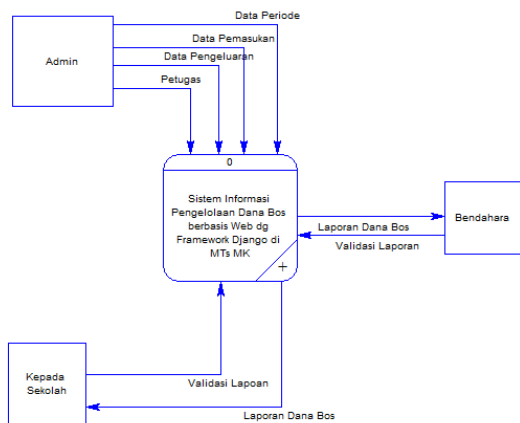 Data Periode
Data Pemasukan
Admin
Data Pengeluaran
Petugas
0
Sistem Informasi
Pengelolaan Dana Bos
berbasis Web dg
Framework Django di
MTs MK
Bendahara
Laporan Dana Bos
Validasi Laporan
+
Kepada
Sekolah
Validasi Lapoan
Laporan Dana Bos